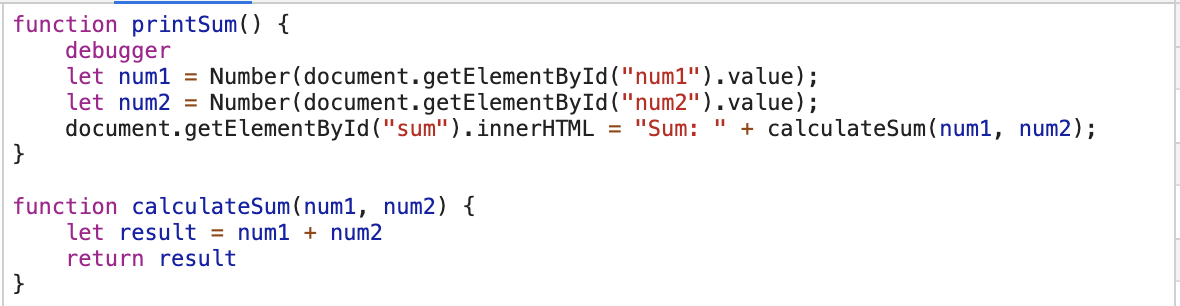 function printSum() {
    debugger
    let num1 = Number(document.getElementById("num1").value);
    let num2 = Number(document.getElementById("num2").value);
    document.getElementById("sum").innerHTML = "Sum: " + calculateSum(num1, num2);
}

function calculateSum(num1, num2) {
    let result = num1 + num2
    return result
}